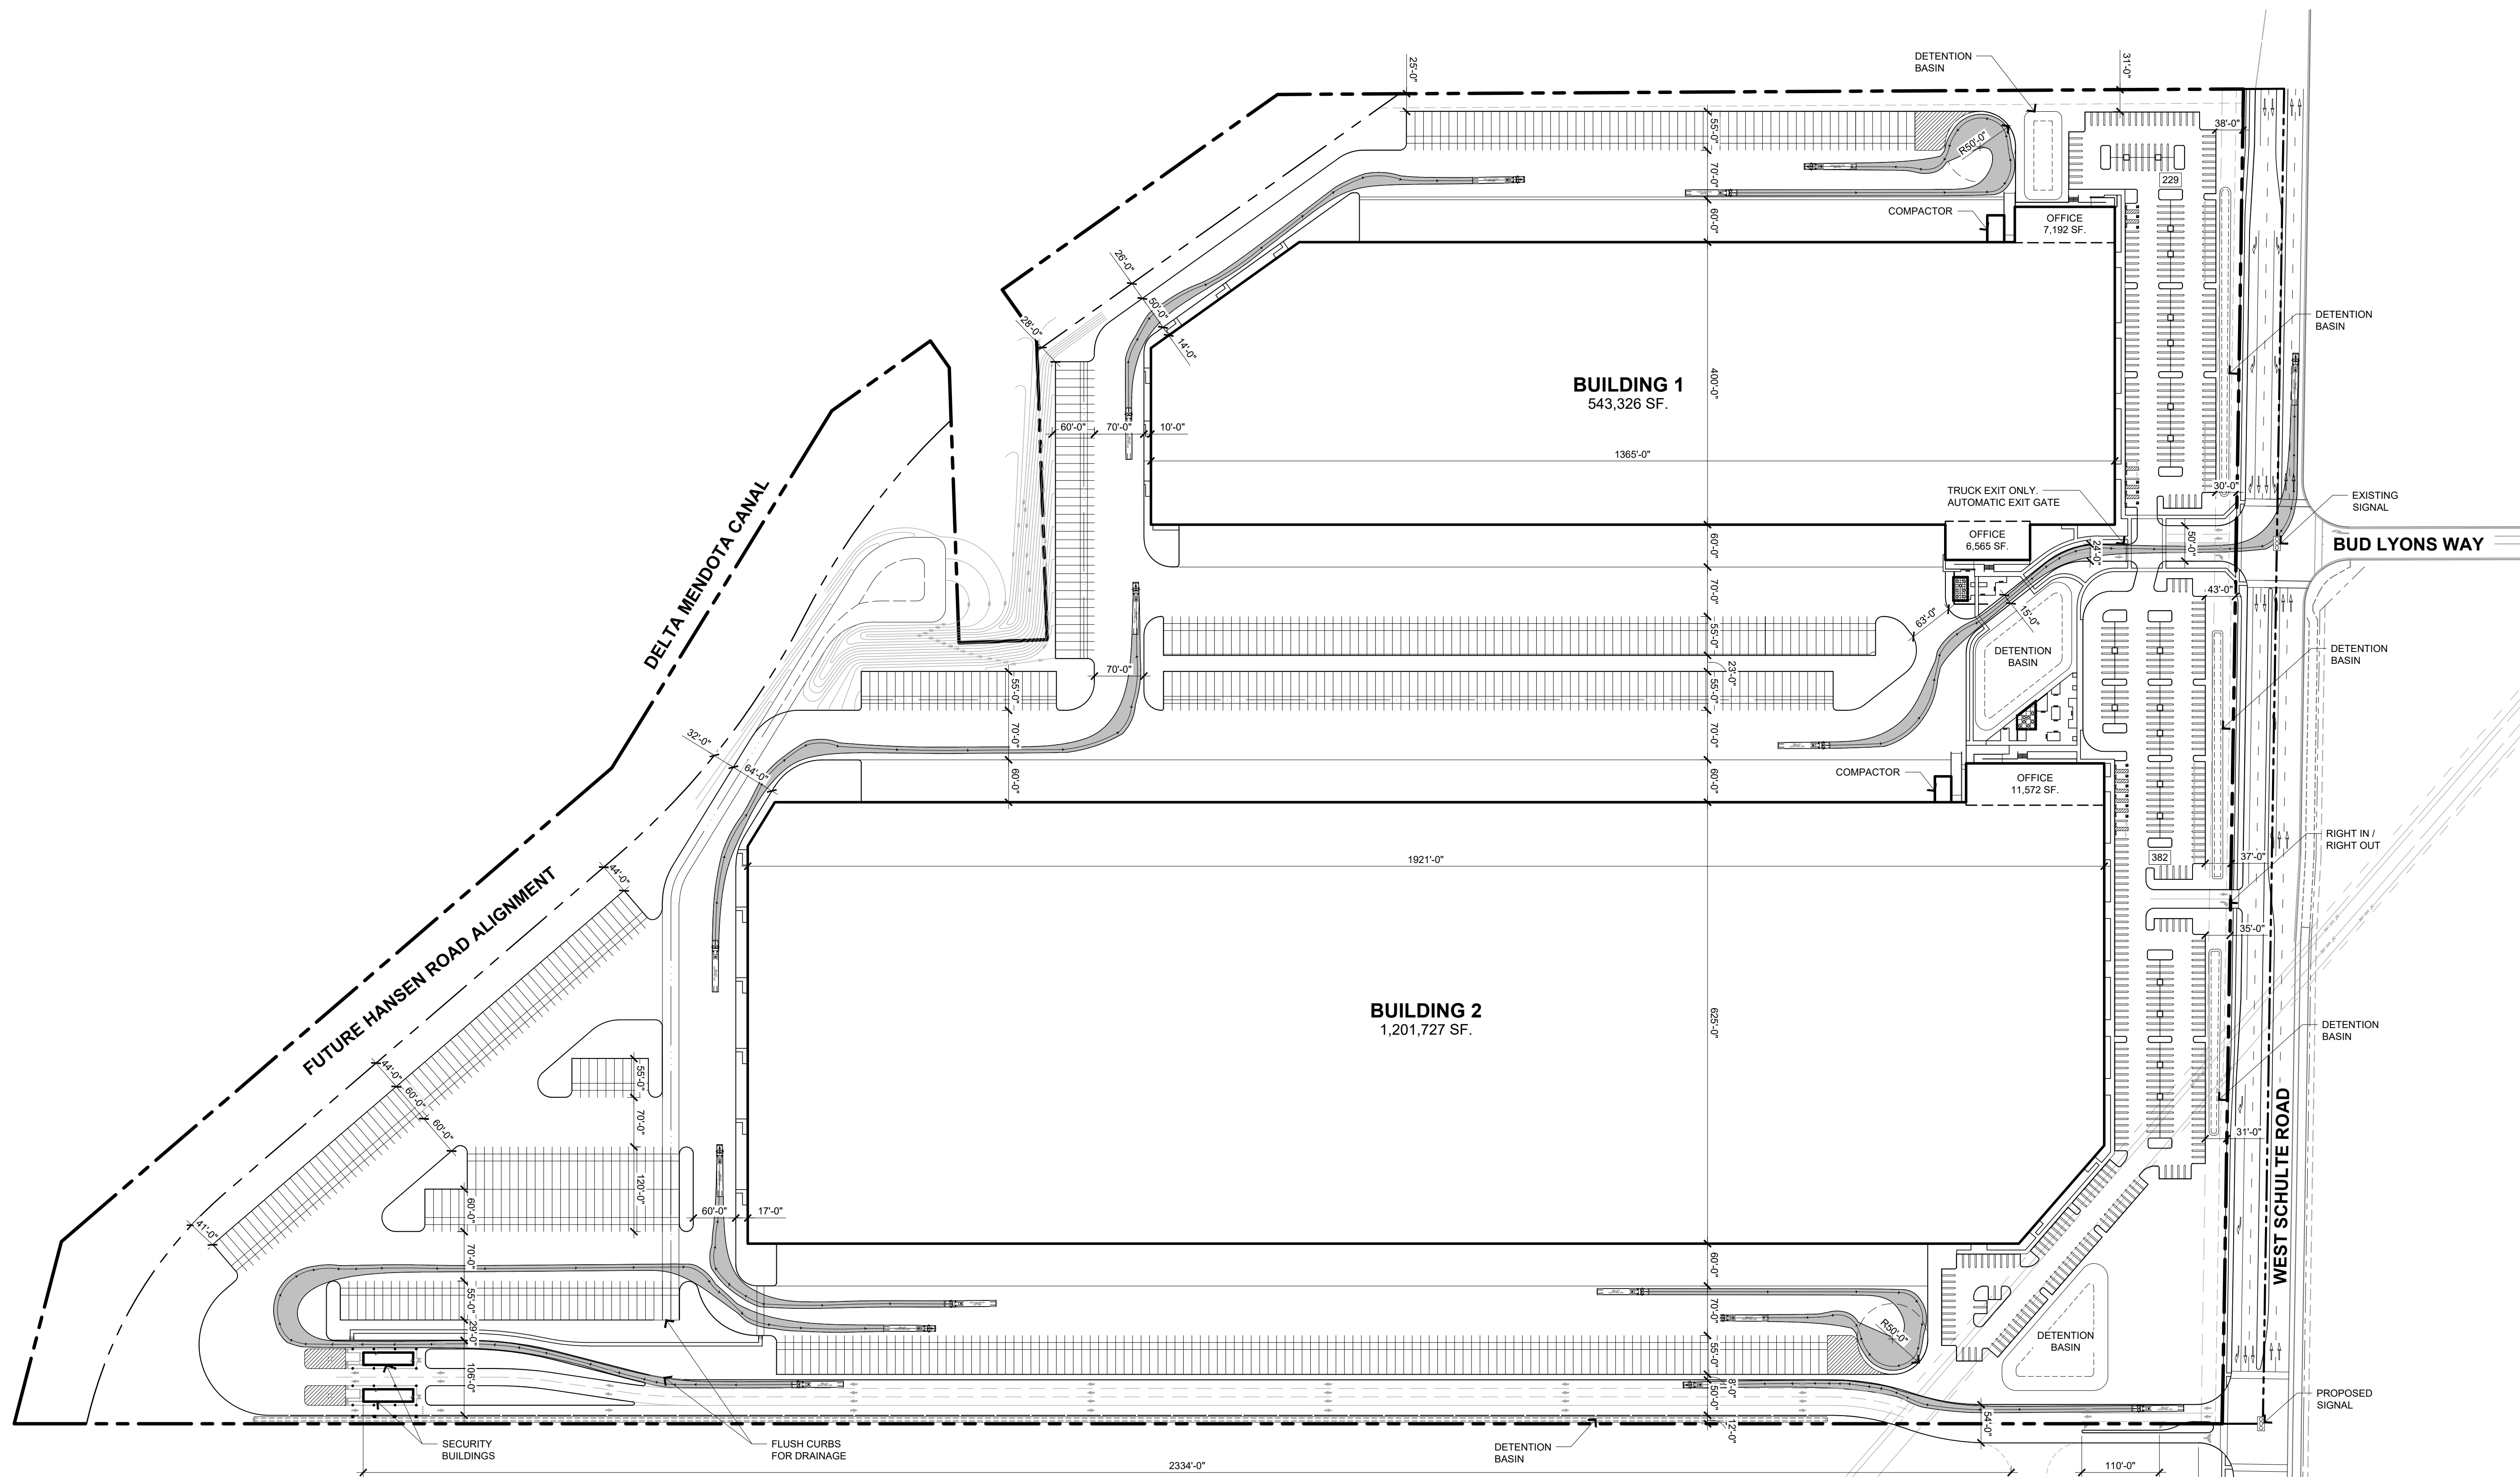 DETENTION
BASIN
25'-0"
31'-0"
55'-0"
R50'-0"
38'-0"
70'-0"
229
COMPACTOR
OFFICE
7,192 SF.
60'-0"
26'-0"
50'-0"
28'-0"
14'-0"
DETENTION
BASIN
BUILDING 1
543,326 SF.
400'-0"
60'-0"
70'-0"
10'-0"
1365'-0"
TRUCK EXIT ONLY.
AUTOMATIC EXIT GATE
30'-0"
EXISTING
SIGNAL
OFFICE
6,565 SF.
60'-0"
24'-0"
50'-0"
BUD LYONS WAY
DELTA MENDOTA CANAL
70'-0"
43'-0"
63'-0"
15'-0"
55'-0"
DETENTION
BASIN
DETENTION
BASIN
70'-0"
23'-0"
55'-0"
55'-0"
32'-0"
70'-0"
70'-0"
64'-0"
60'-0"
60'-0"
COMPACTOR
OFFICE
11,572 SF.
RIGHT IN /
RIGHT OUT
1921'-0"
382
37'-0"
44'-0"
FUTURE HANSEN ROAD ALIGNMENT
35'-0"
BUILDING 2
1,201,727 SF.
625'-0"
DETENTION
BASIN
44'-0"
60'-0"
60'-0"
55'-0"
70'-0"
31'-0"
WEST SCHULTE ROAD
120'-0"
60'-0"
60'-0"
17'-0"
41'-0"
70'-0"
60'-0"
55'-0"
70'-0"
R50'-0"
29'-0"
55'-0"
DETENTION
BASIN
106'-0"
8'-0"
50'-0"
54'-0"
12'-0"
PROPOSED
SIGNAL
SECURITY
BUILDINGS
FLUSH CURBS
FOR DRAINAGE
DETENTION
BASIN
2334'-0"
110'-0"